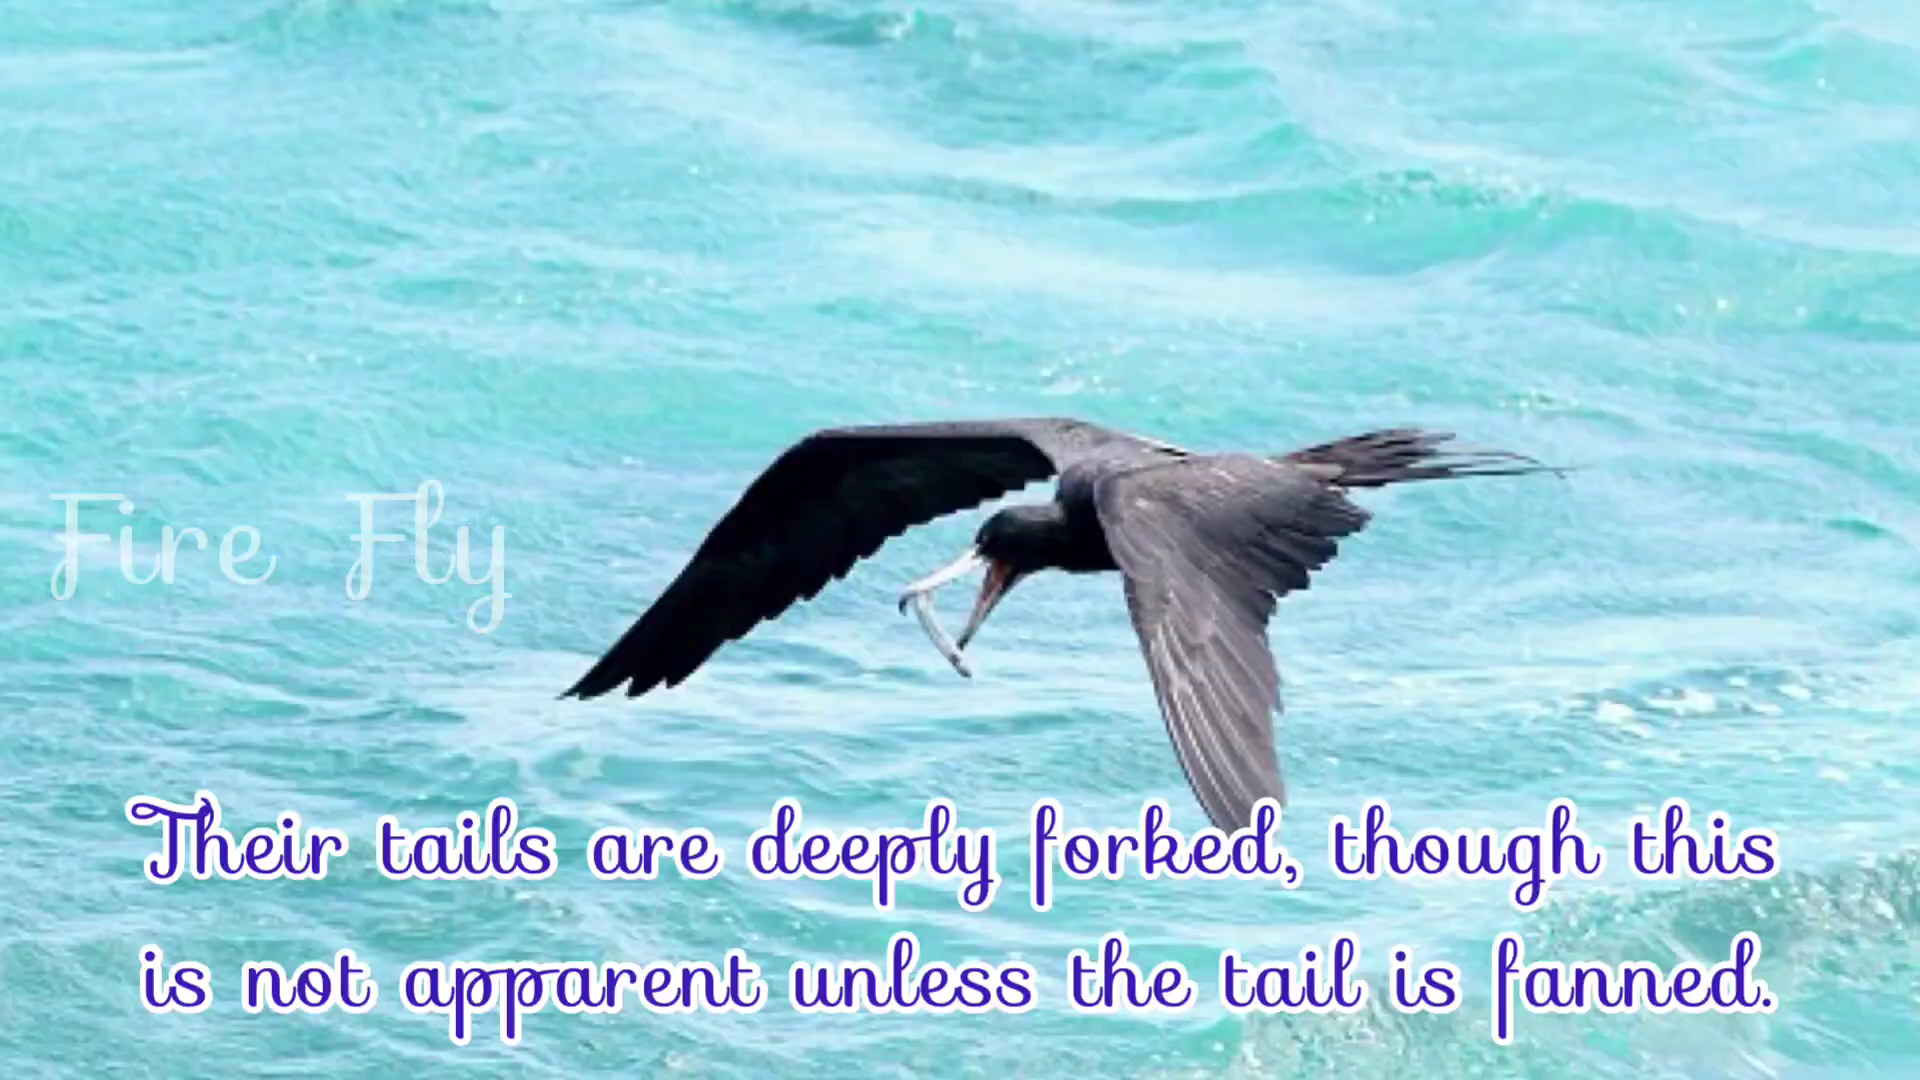 Fire Fly
Their tails are deeply forked, though this
is not apparent unless the tail is fanned.